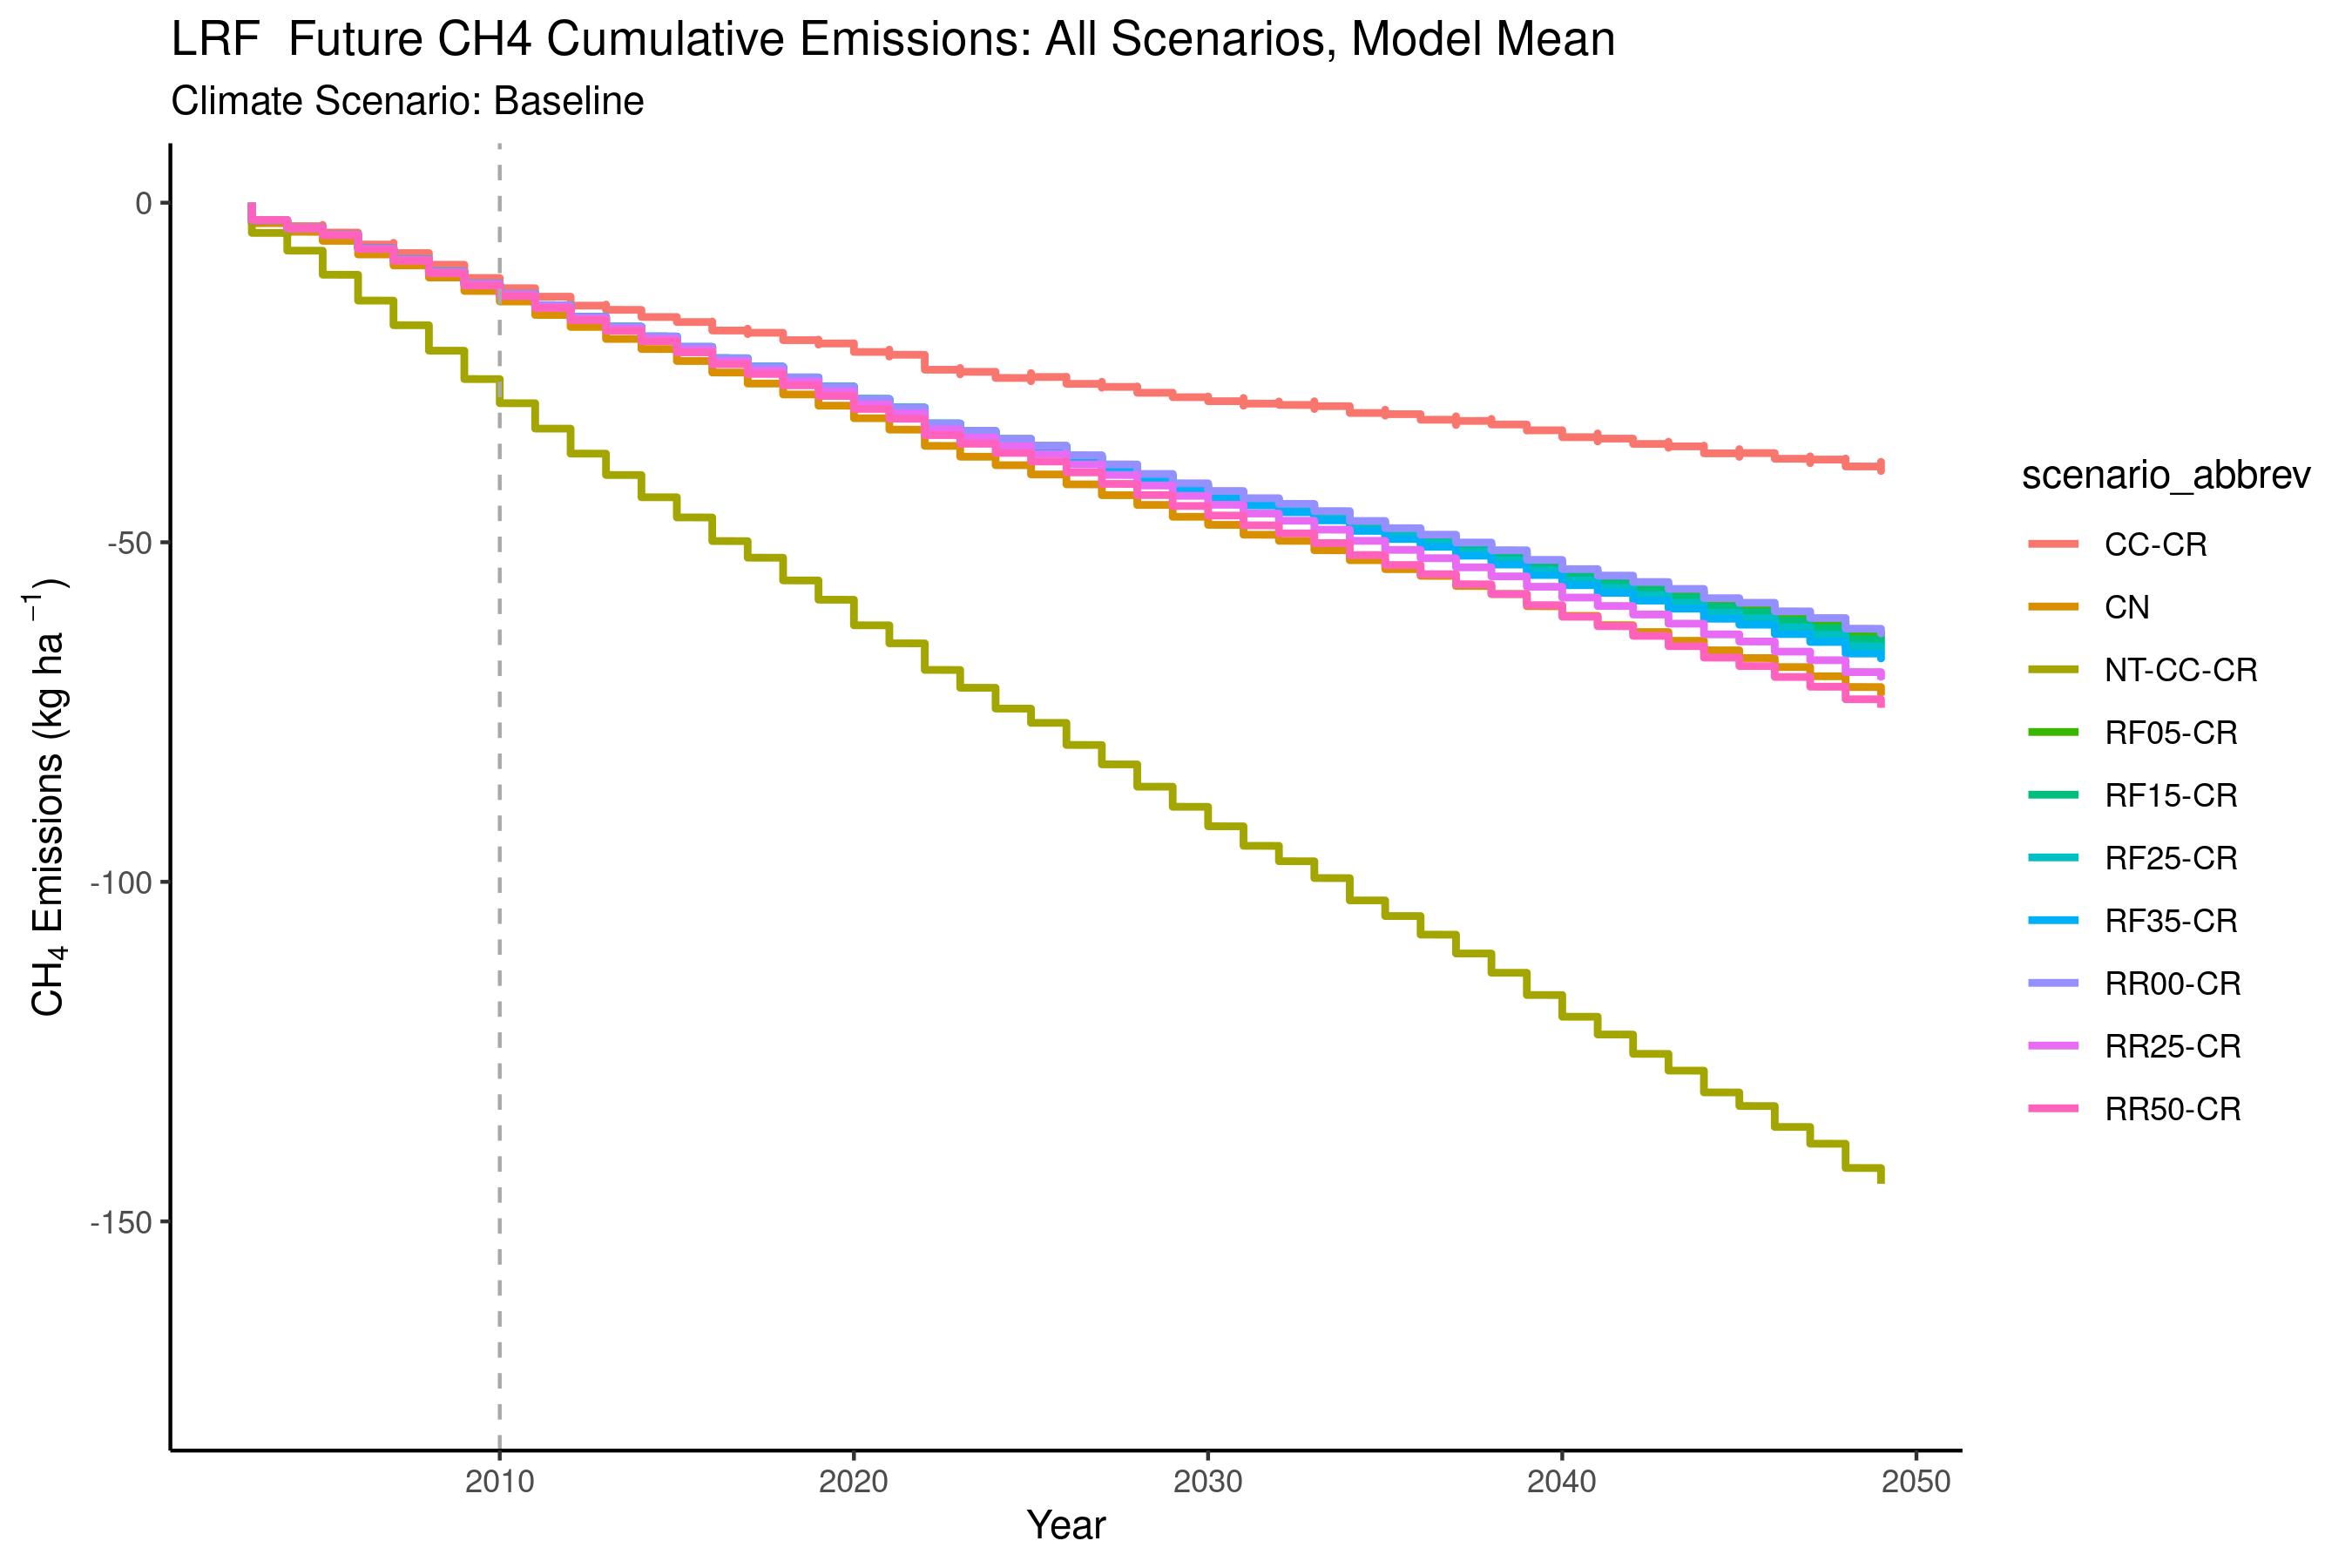 LRF  Future CH4 Cumulative Emissions: All Scenarios, Model Mean
Climate Scenario: Baseline
CH₄ Emissions (kg ha⁻¹)
0
-50
-100
-150
2010
2020
2030
2040
2050
Year
scenario_abbrev
CC-CR
CN
NT-CC-CR
RF05-CR
RF15-CR
RF25-CR
RF35-CR
RR00-CR
RR25-CR
RR50-CR